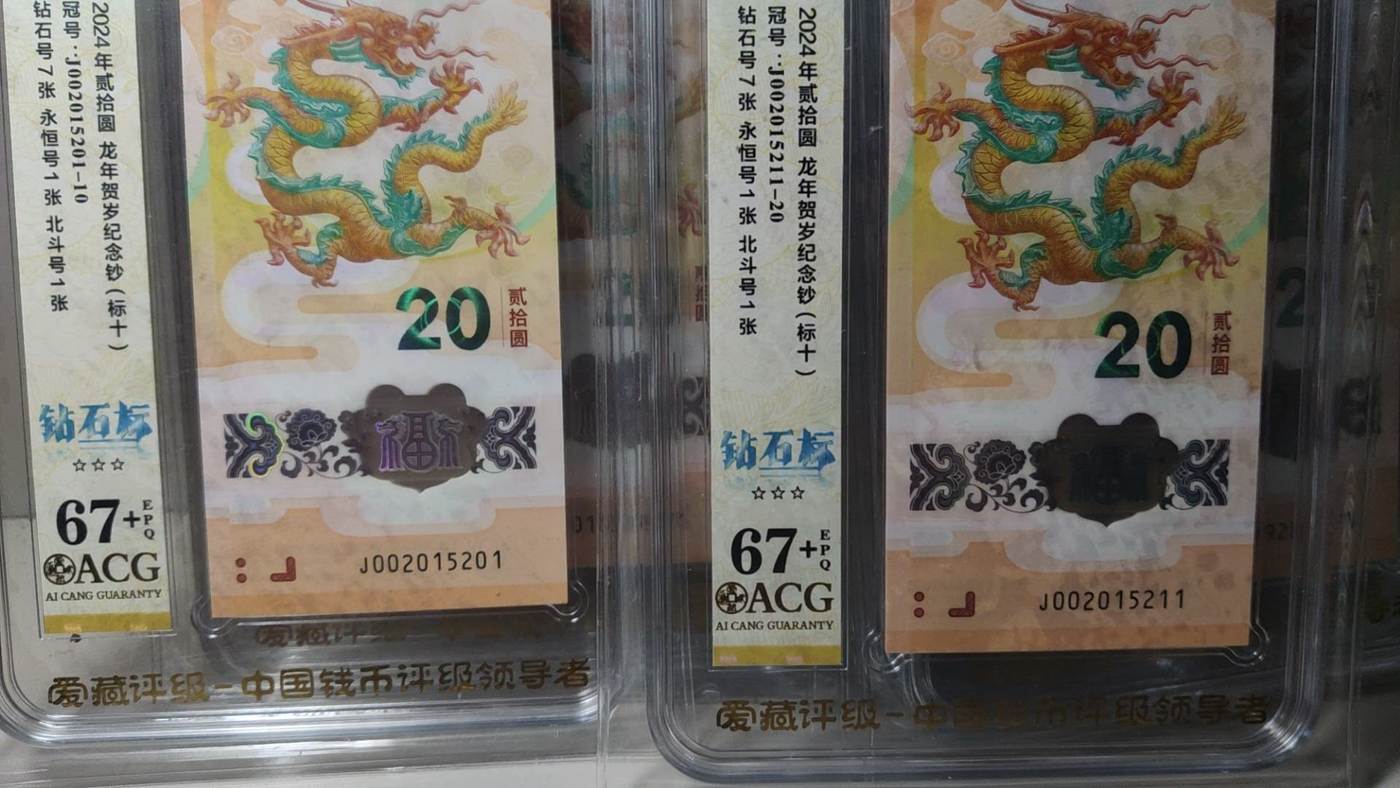 2024年贰拾圆 龙年贺岁纪念钞(标十)
冠号:J002015201-10
钻石号7张 永恒号1张 北斗号1张
钻石标
☆☆☆
67+
EPQ
ACG
AI CANG GUARANTY
20
贰拾圆
福
J002015201
爱藏评级-中国钱币评级领导者
2024年贰拾圆 龙年贺岁纪念钞(标十)
冠号:J002015211-20
钻石号7张 永恒号1张 北斗号1张
钻石标
☆☆☆
67+
EPQ
ACG
AI CANG GUARANTY
20
贰拾圆
福
J002015211
爱藏评级-中国钱币评级领导者